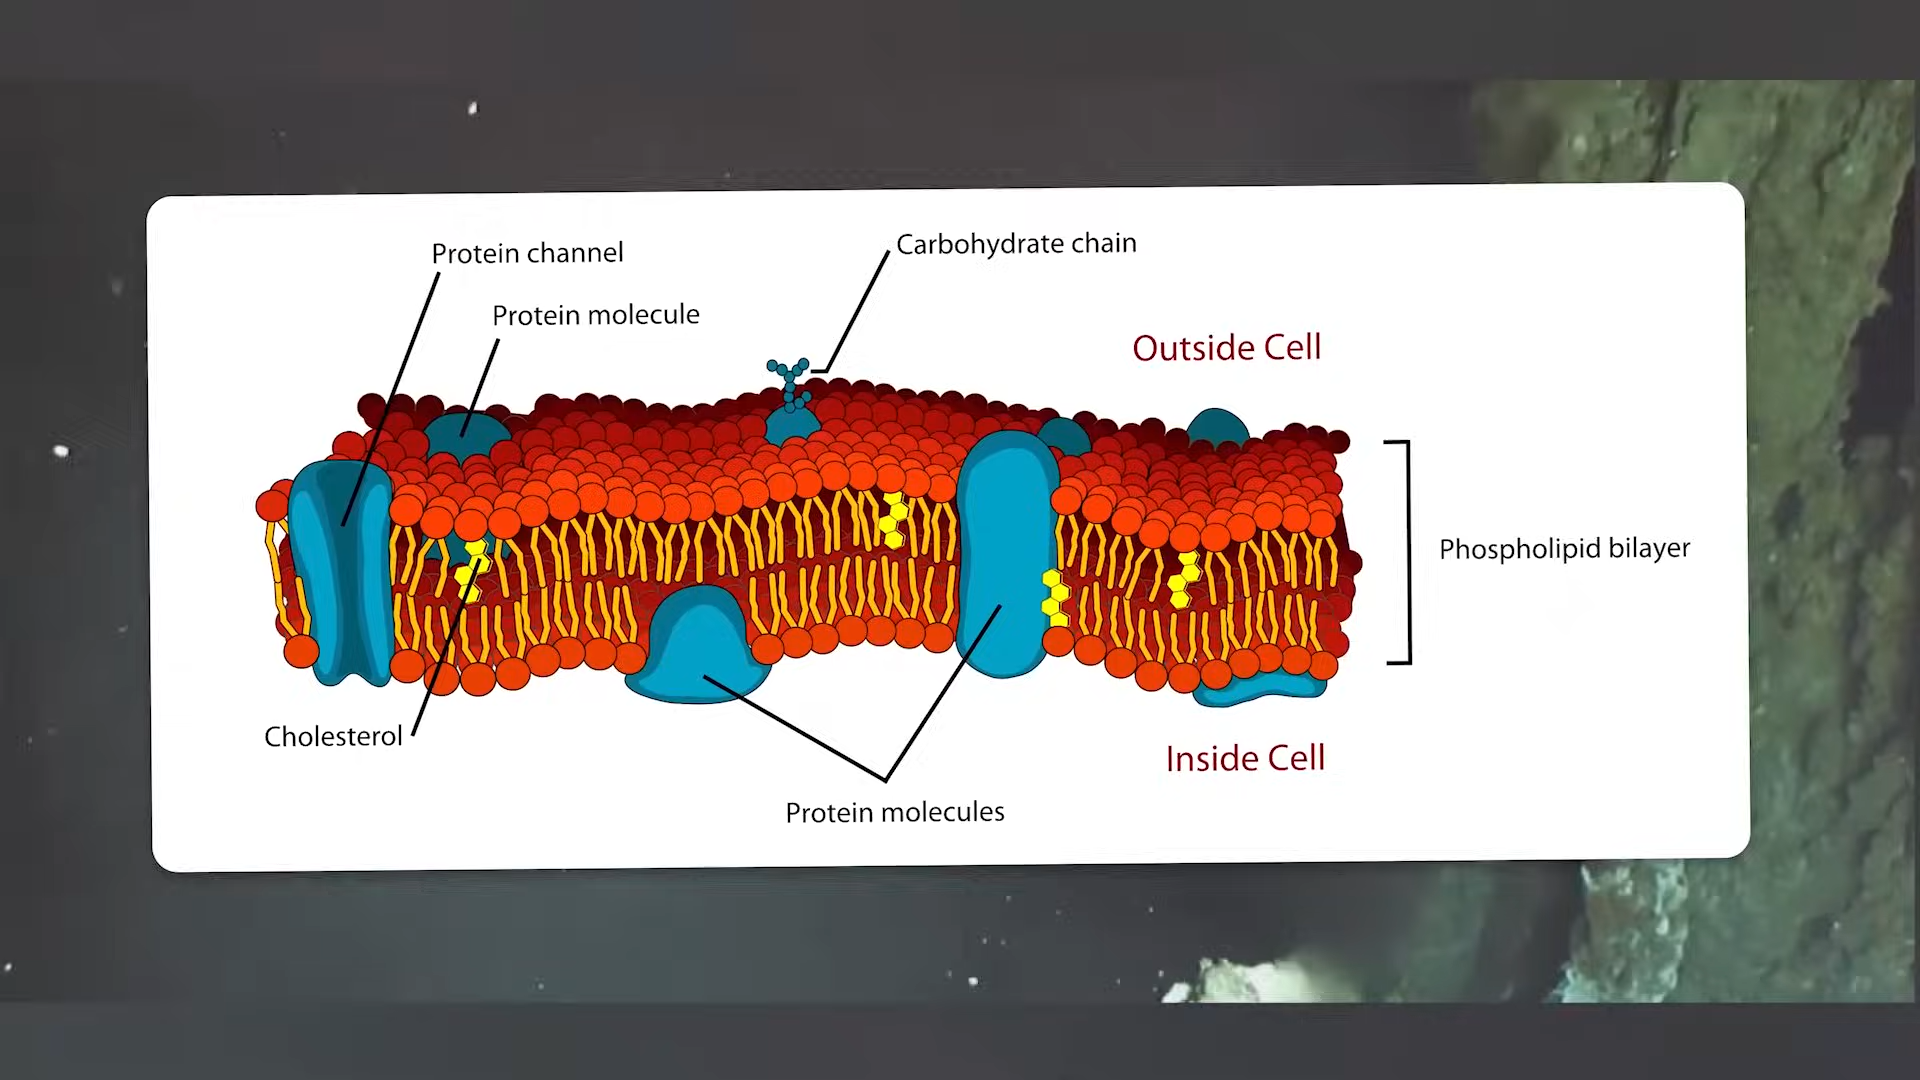 Protein channel
Carbohydrate chain
Protein molecule
Outside Cell
Phospholipid bilayer
Cholesterol
Inside Cell
Protein molecules